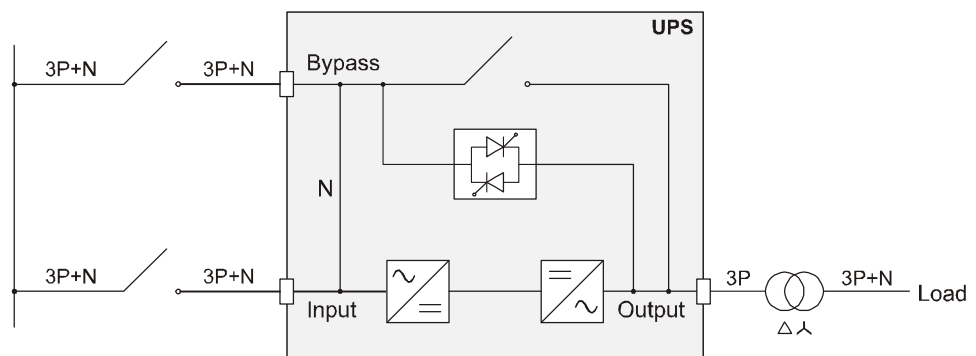 UPS
3P+N
3P+N
Bypass
N
3P+N
3P+N
Input
Output
3P
3P+N
Load